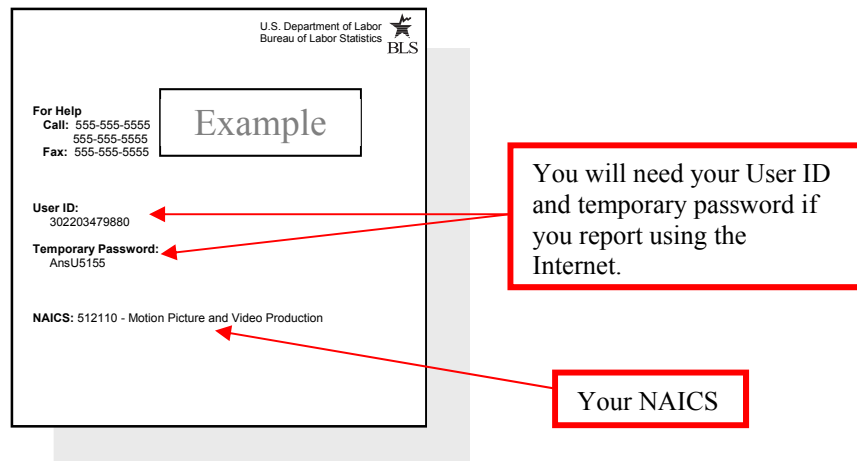 U.S. Department of Labor
Bureau of Labor Statistics
BLS
For Help
Call: 555-555-5555
555-555-5555
Fax: 555-555-5555
Example
User ID:
302203479880
Temporary Password:
AnsU5155
NAICS: 512110 - Motion Picture and Video Production
You will need your User ID
and temporary password if
you report using the
Internet.
Your NAICS